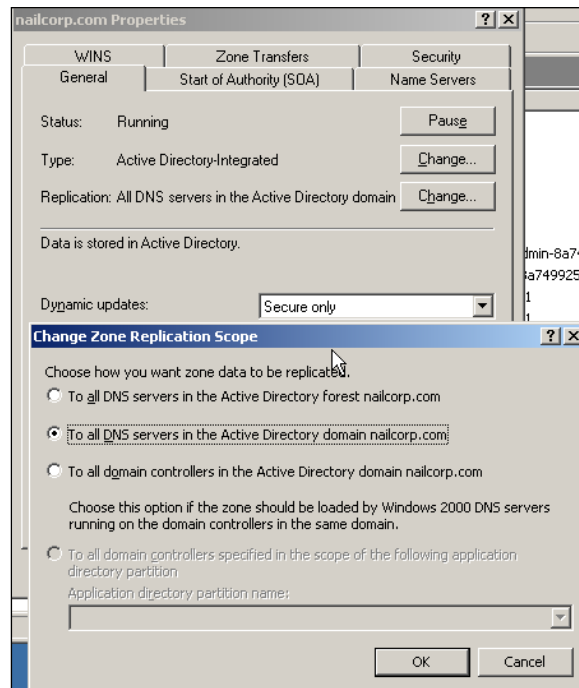 nailcorp.com Properties
WINS
Zone Transfers
Security
General
Start of Authority (SOA)
Name Servers
Status:
Running
Pause
Type:
Active Directory-Integrated
Change...
Replication: All DNS servers in the Active Directory domain
Change...
Data is stored in Active Directory.
Dynamic updates:
Secure only
dmin-8a74
a749925
1
1
Change Zone Replication Scope
Choose how you want zone data to be replicated.
To all DNS servers in the Active Directory forest nailcorp.com
To all DNS servers in the Active Directory domain nailcorp.com
To all domain controllers in the Active Directory domain nailcorp.com
Choose this option if the zone should be loaded by Windows 2000 DNS servers
running on the domain controllers in the same domain.
To all domain controllers specified in the scope of the following application
directory partition
Application directory partition name:
OK
Cancel